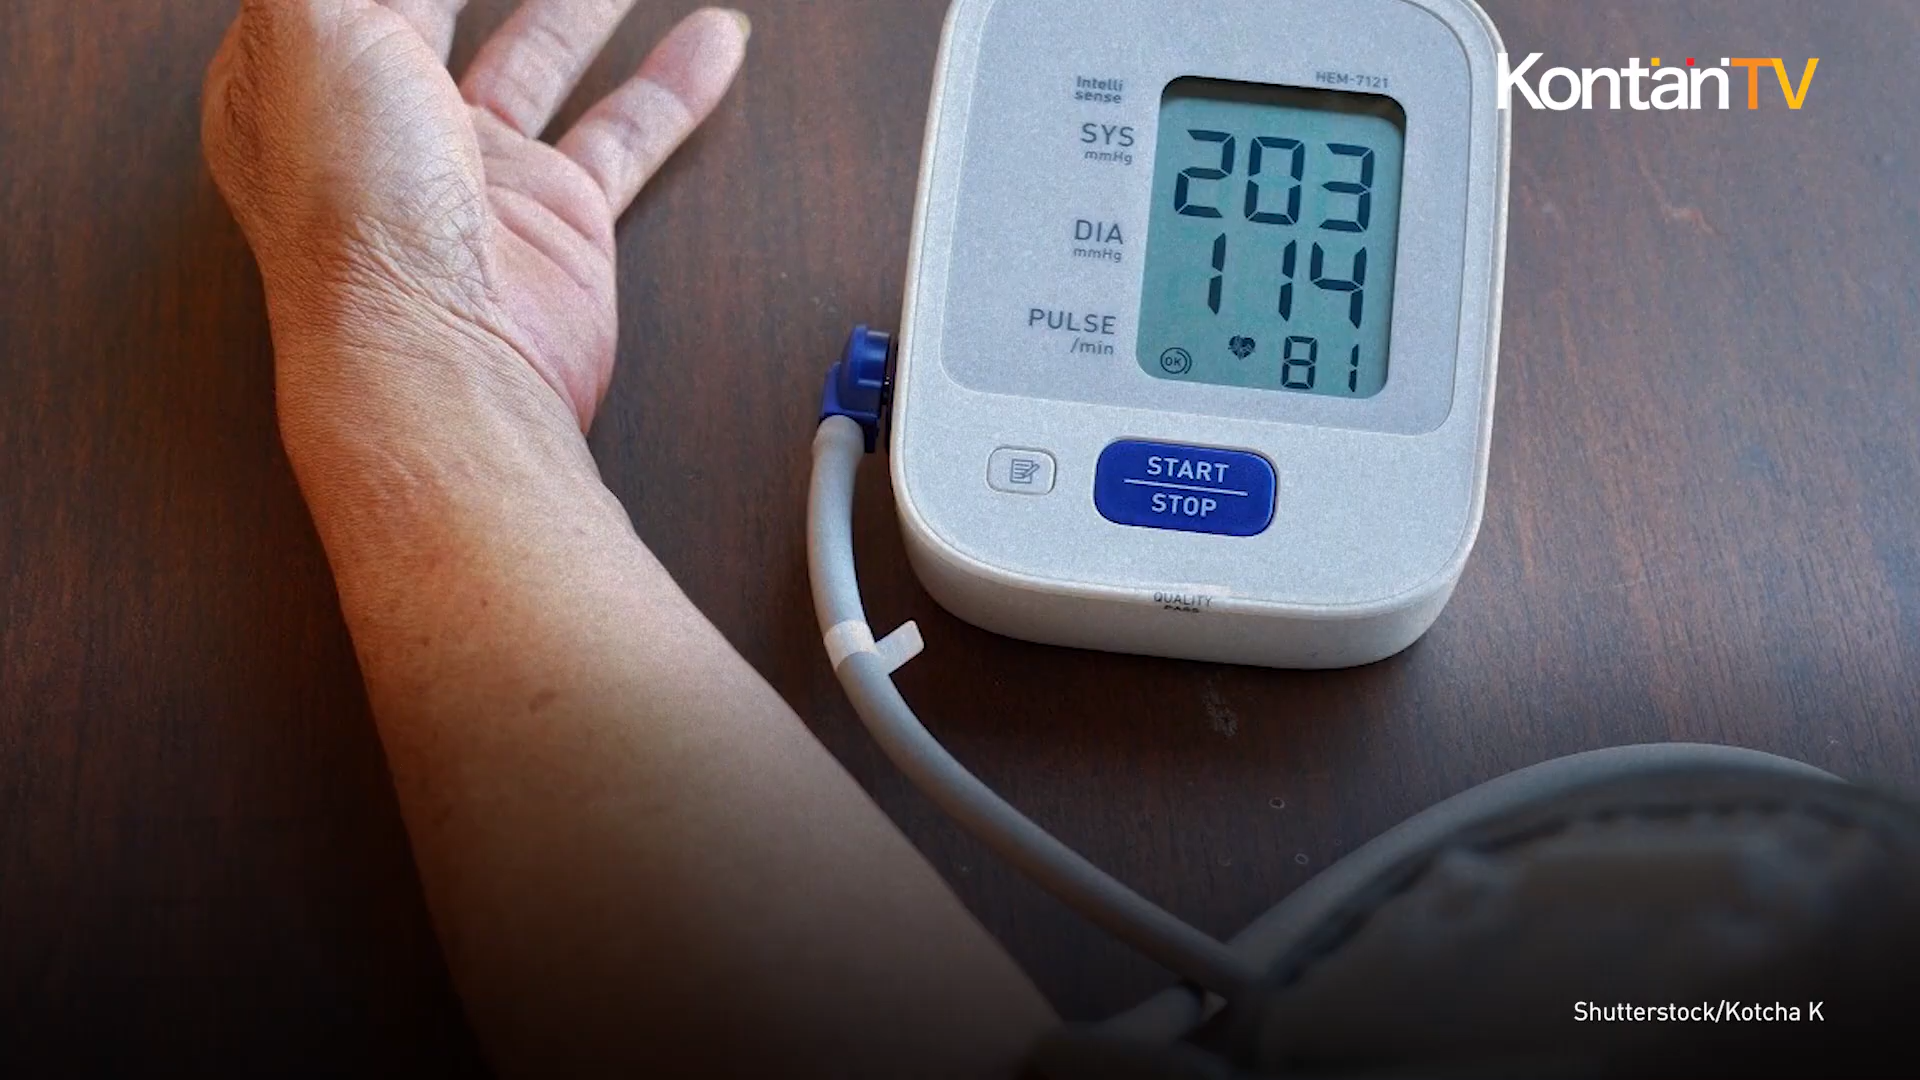 KontanTV
HEM-7121
Intelli
sense
SYS
mmHg
203
DIA
mmHg
114
PULSE
/min
OK
81
START
STOP
QUALITY
PASS
Shutterstock/Kotcha K